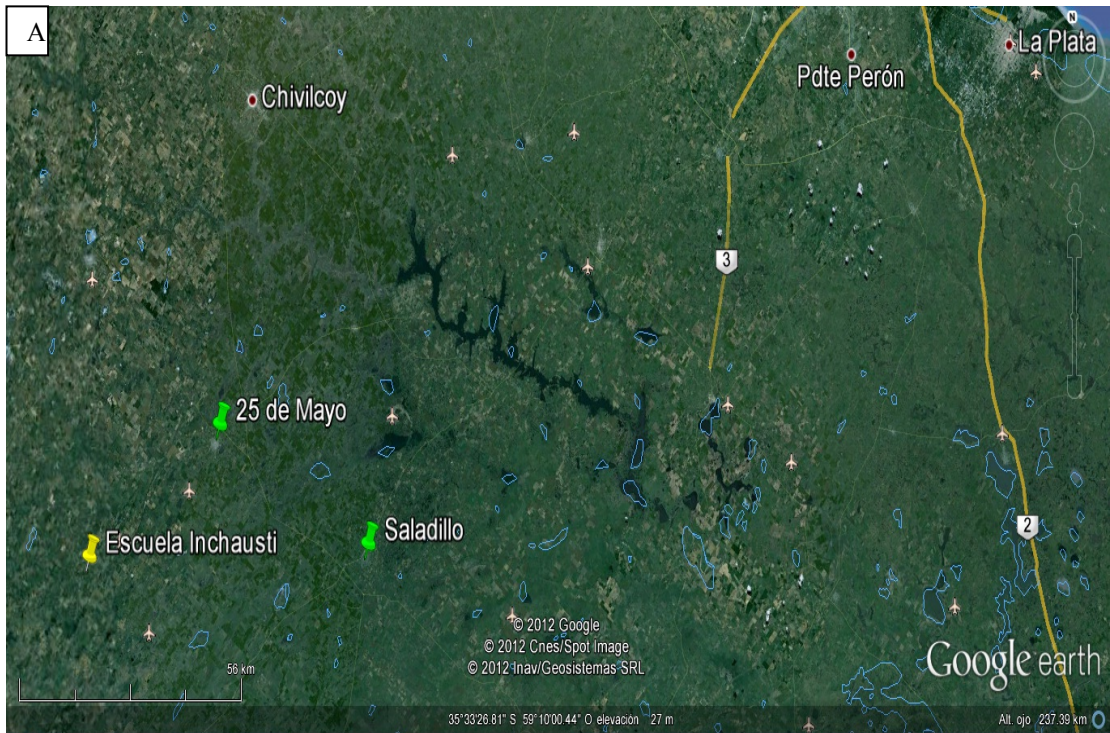 A
N
La Plata
Pdte Perón
Chivilcoy
3
25 de Mayo
Escuela Inchausti
Saladillo
2
© 2012 Google
© 2012 Cnes/Spot Image
© 2012 Inav/Geosistemas SRL
Google earth
56 km
35°33'26.81" S 59°10'00.44" O elevación 27 m
Alt. ojo 237.39 km